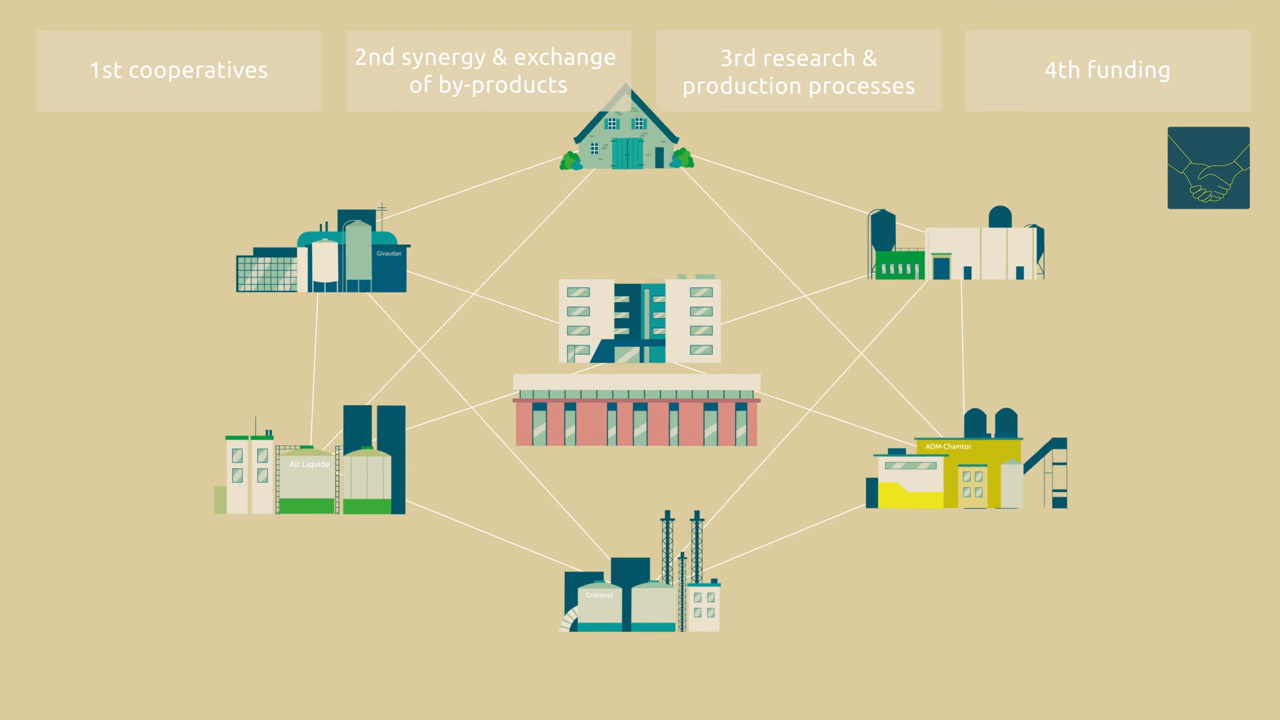 1st cooperatives
2nd synergy & exchange
of by-products
3rd research &
production processes
4th funding
Givaudan
Air Liquide
ADM-Chamtor
Cristanol